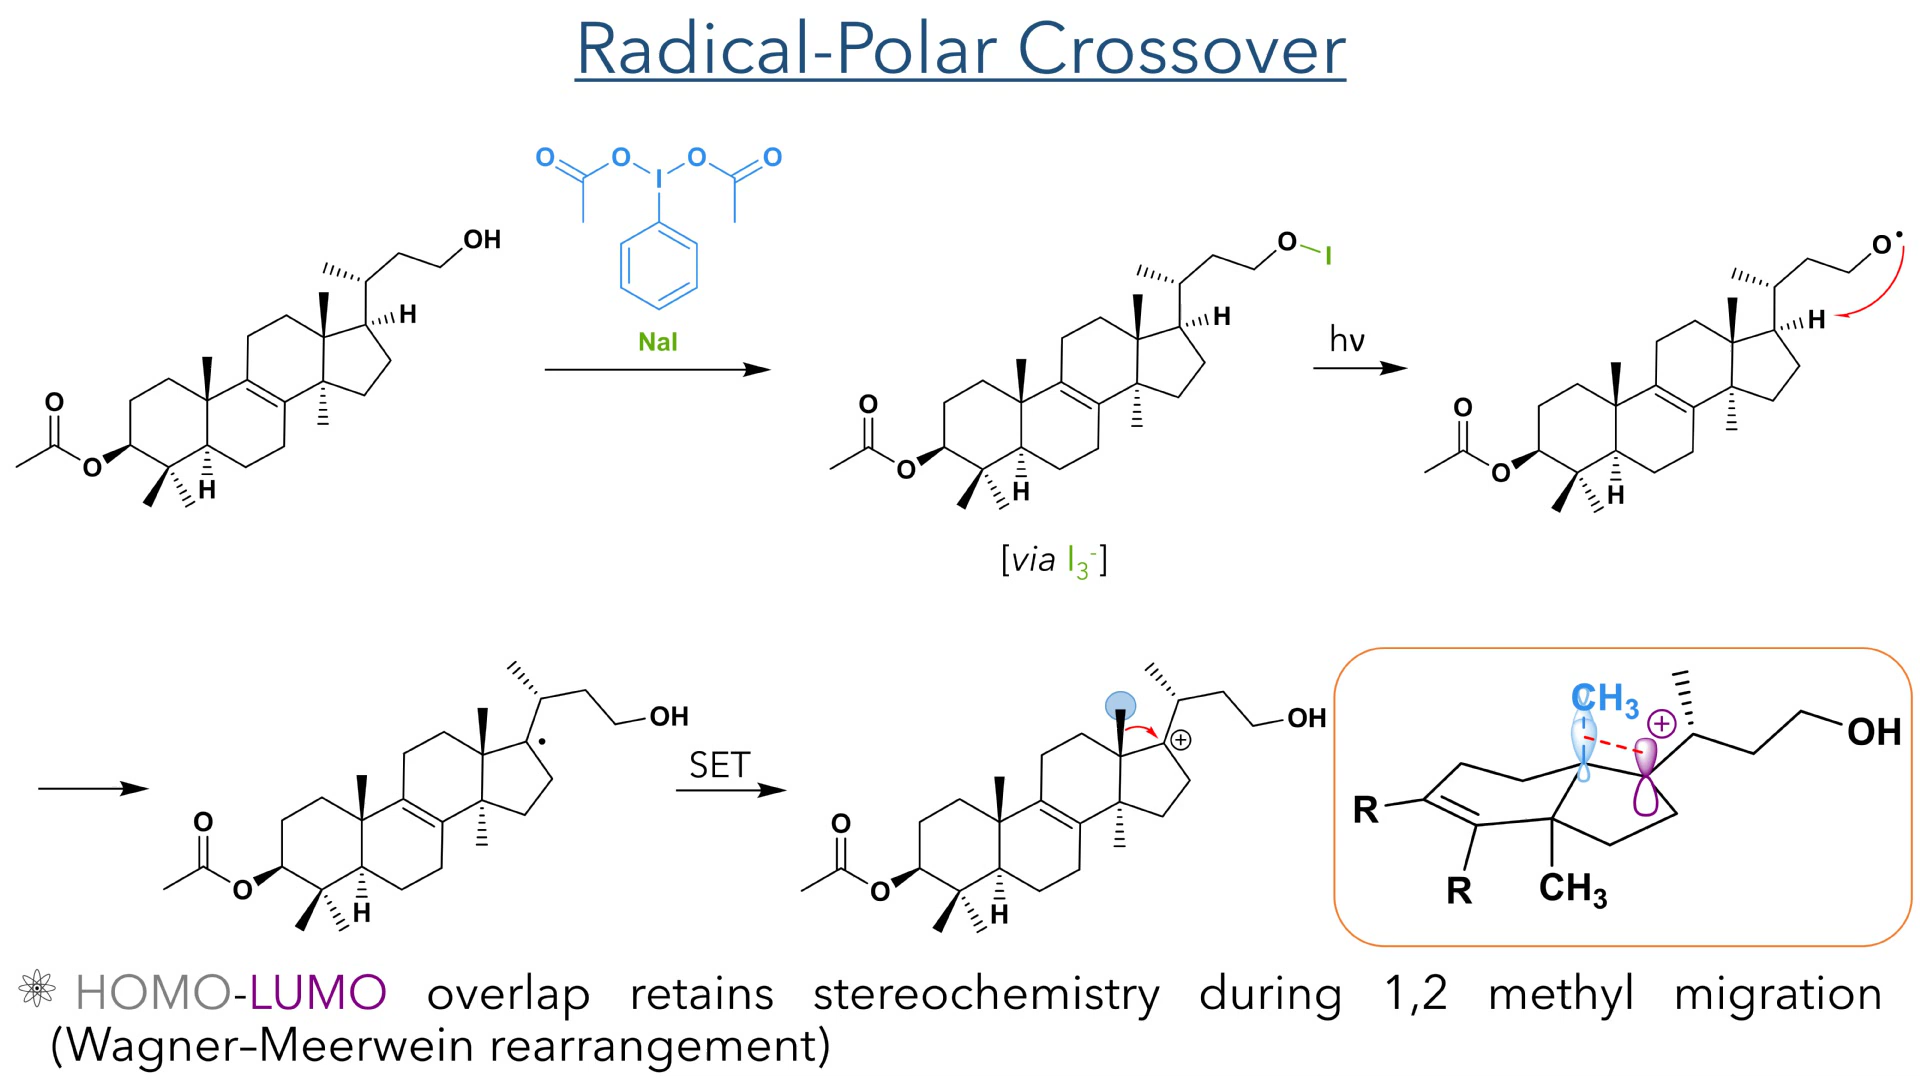 Radical-Polar Crossover
O O O O
I
OH
H
NaI
O
O
H
O I
H
O
O
H
[via I3-]
hν
O•
H
O
O
H
OH
•
O
O
H
SET
OH
⊕
O
O
H
CH3
⊕
OH
R
R
CH3
HOMO-LUMO overlap retains stereochemistry during 1,2 methyl migration
(Wagner–Meerwein rearrangement)